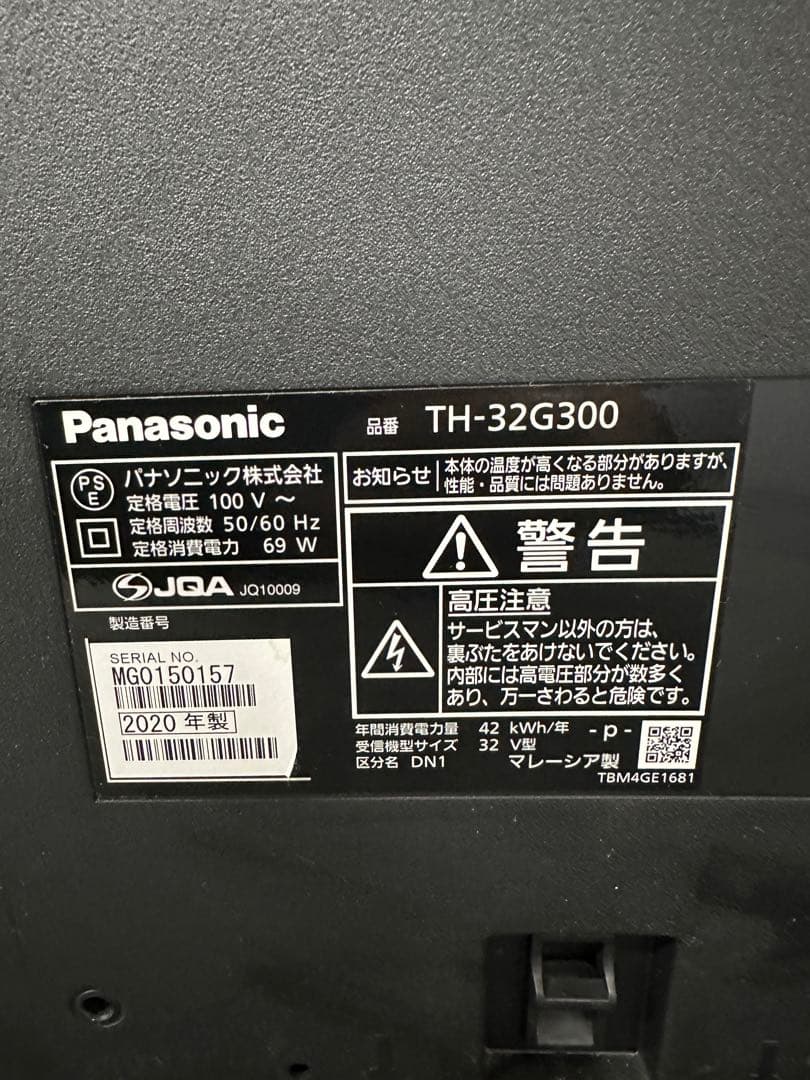 Panasonic
品番 TH-32G300
PS
E
パナソニック株式会社
定格電圧 100 V ～
定格周波数 50/60 Hz
定格消費電力 69 W
JQA JQ10009
製造番号
SERIAL NO.
MG0150157
2020 年製
お知らせ
本体の温度が高くなる部分がありますが、
性能・品質には問題ありません。
警告
高圧注意
サービスマン以外の方は、
裏ぶたをあけないでください。
内部には高電圧部分が数多く
あり、万一さわると危険です。
年間消費電力量 42 kWh/年
受信機型サイズ 32 V型
区分名 DN1
- p -
マレーシア製
TBM4GE1681